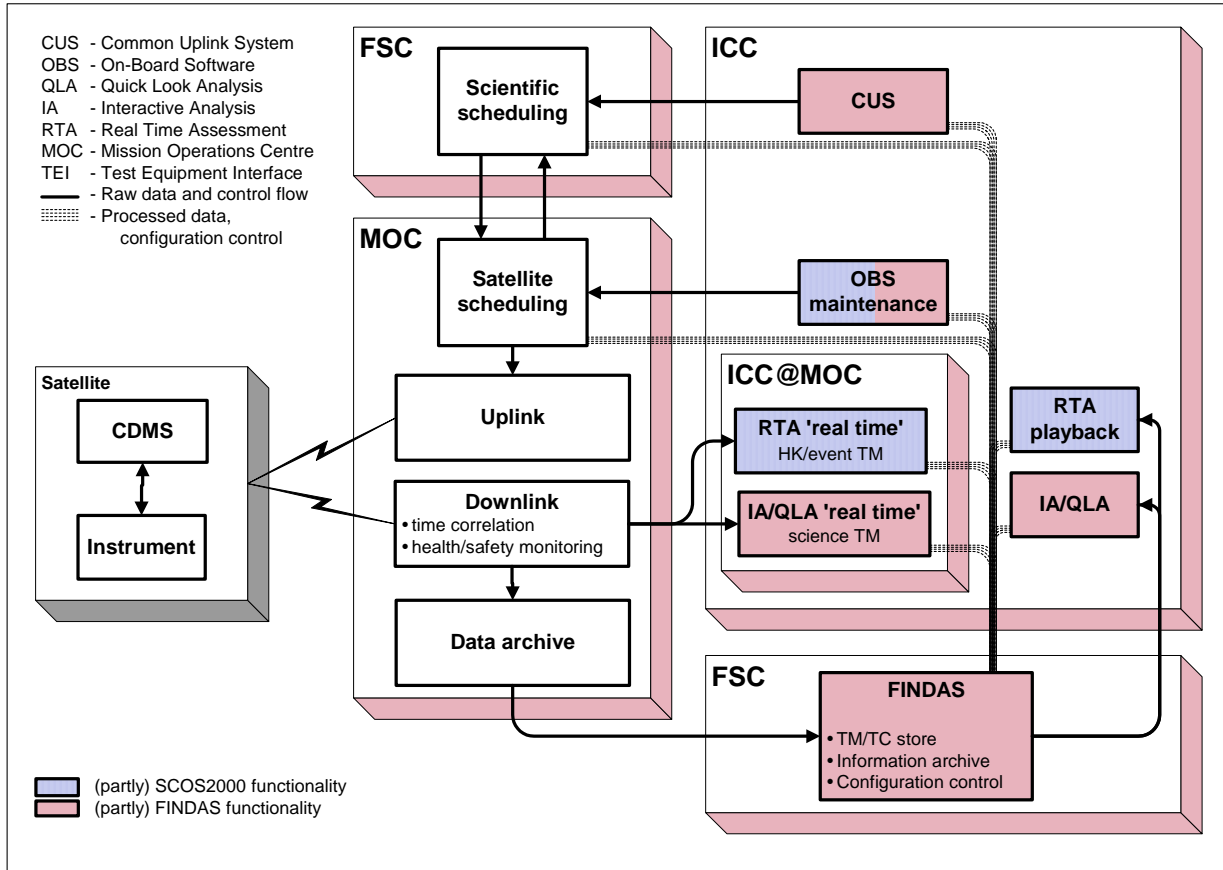 CUS - Common Uplink System
OBS - On-Board Software
QLA - Quick Look Analysis
IA - Interactive Analysis
RTA - Real Time Assessment
MOC - Mission Operations Centre
TEI - Test Equipment Interface
- Raw data and control flow
- Processed data,
configuration control
FSC
Scientific
scheduling
ICC
CUS
MOC
Satellite
scheduling
OBS
maintenance
Satellite
CDMS
Instrument
Uplink
Downlink
• time correlation
• health/safety monitoring
Data archive
ICC@MOC
RTA 'real time'
HK/event TM
IA/QLA 'real time'
science TM
RTA
playback
IA/QLA
FSC
FINDAS
• TM/TC store
• Information archive
• Configuration control
(partly) SCOS2000 functionality
(partly) FINDAS functionality